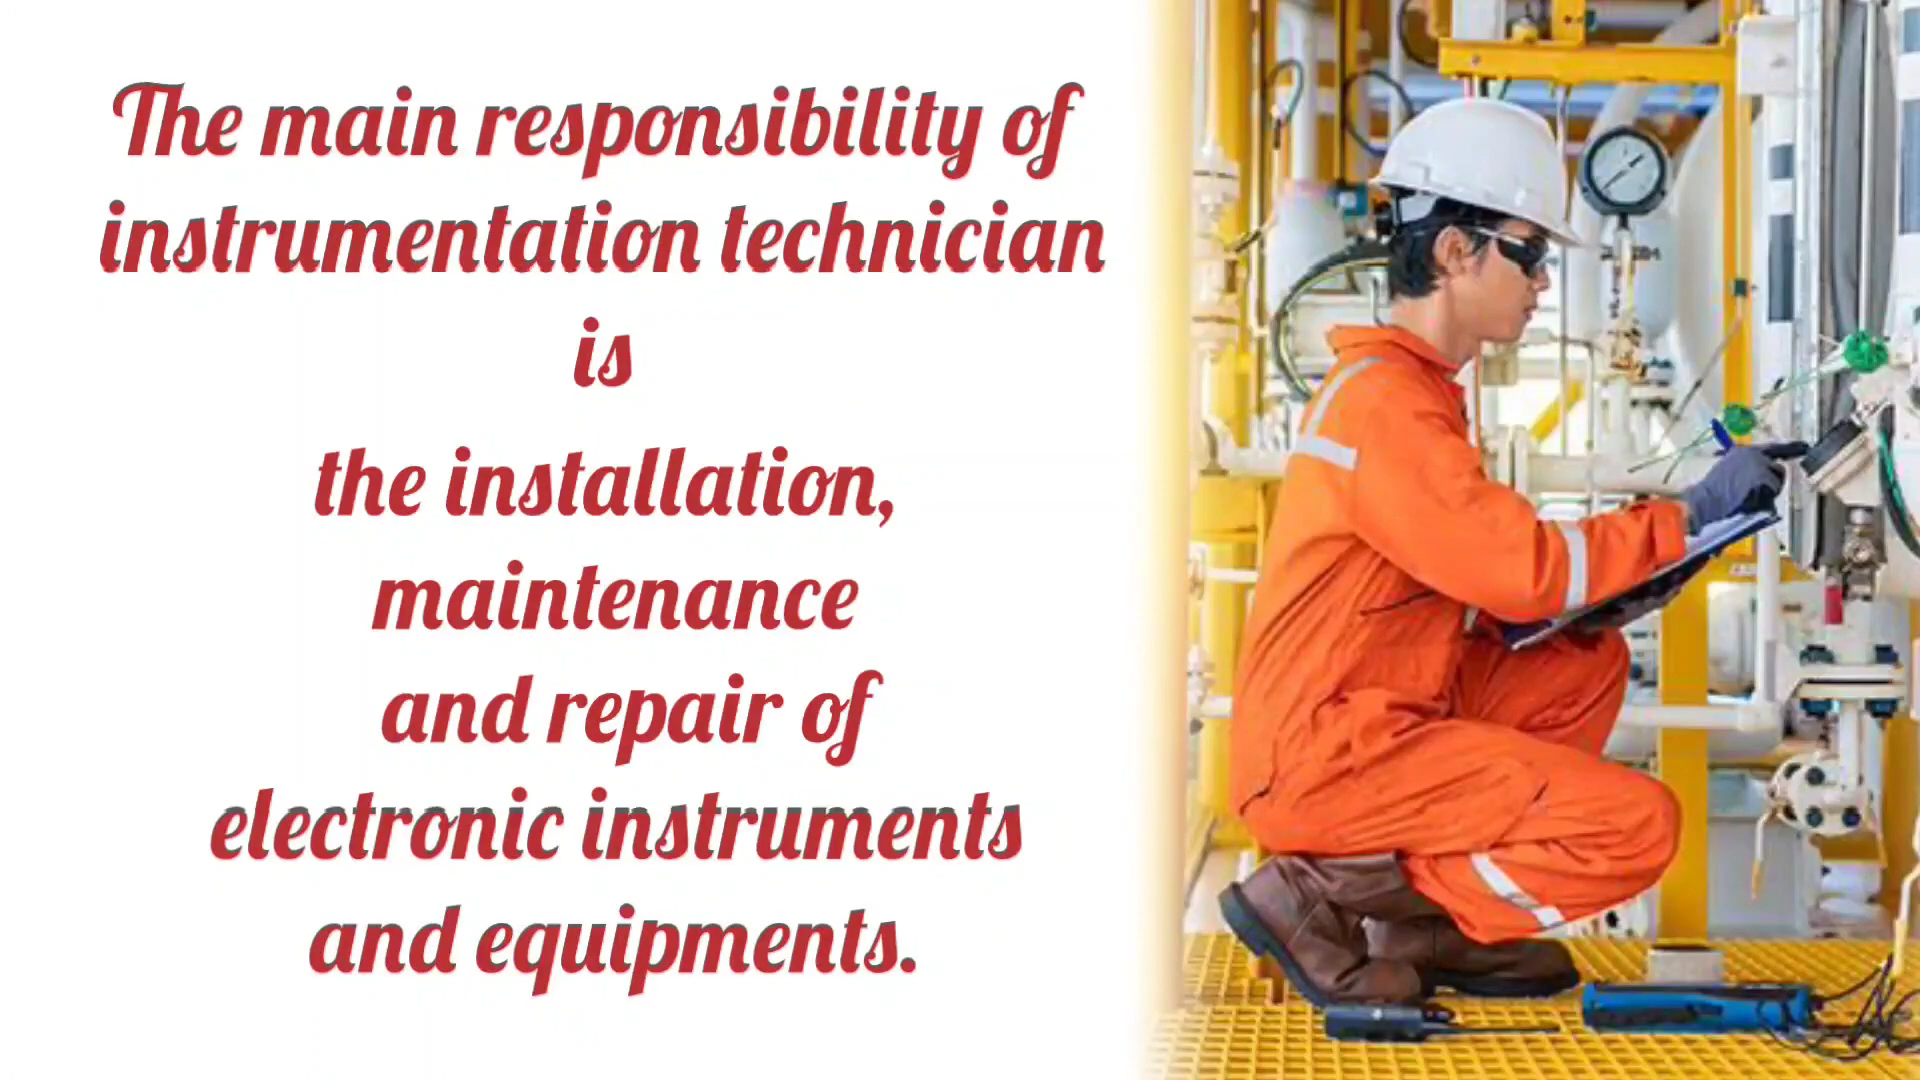 The main responsibility of
instrumentation technician
is
the installation,
maintenance
and repair of
electronic instruments
and equipments.